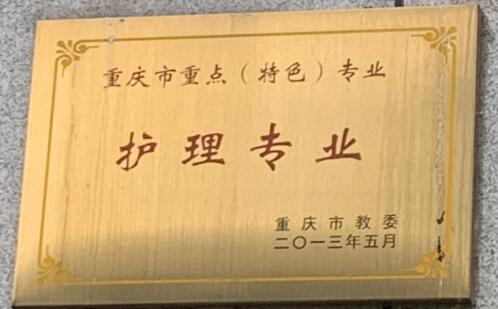 重庆市重点（特色）专业
护理专业
重庆市教委
二〇一三年五月